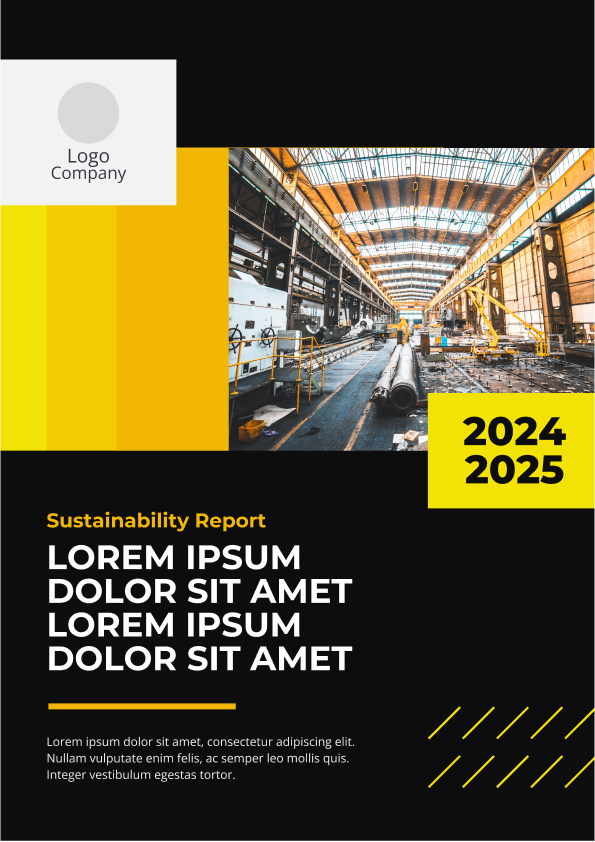 Logo
Company
2024
2025
Sustainability Report
LOREM IPSUM
DOLOR SIT AMET
LOREM IPSUM
DOLOR SIT AMET
Lorem ipsum dolor sit amet, consectetur adipiscing elit.
Nullam vulputate enim felis, ac semper leo mollis quis.
Integer vestibulum egestas tortor.